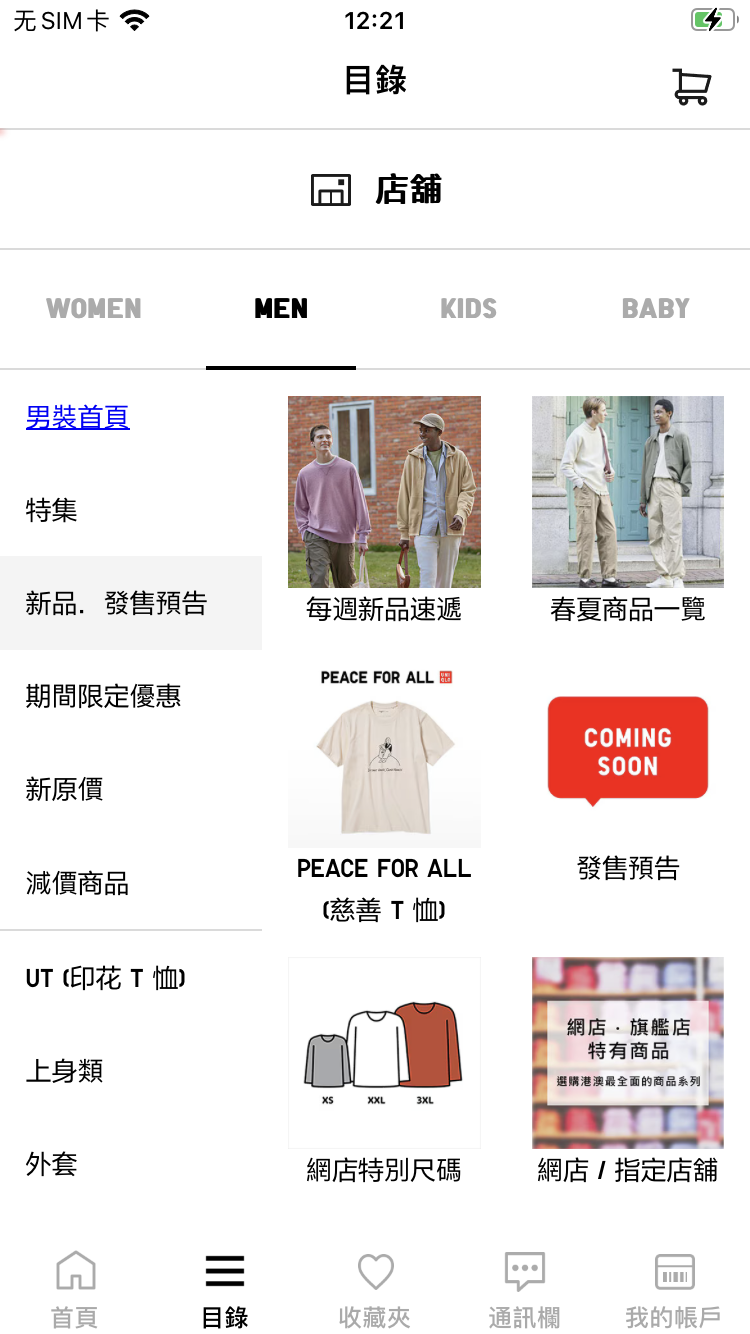 无SIM卡
12:21
目錄
店舖
WOMEN
MEN
KIDS
BABY
男裝首頁
特集
新品．發售預告
期間限定優惠
新原價
減價商品
UT (印花 T 恤)
上身類
外套
每週新品速遞
春夏商品一覽
PEACE FOR ALL
PEACE FOR ALL
(慈善 T 恤)
COMING
SOON
發售預告
XS
XXL
3XL
網店特別尺碼
網店 · 旗艦店
特有商品
選購港澳最全面的商品系列
網店 / 指定店舖
首頁
目錄
收藏夾
通訊欄
我的帳戶